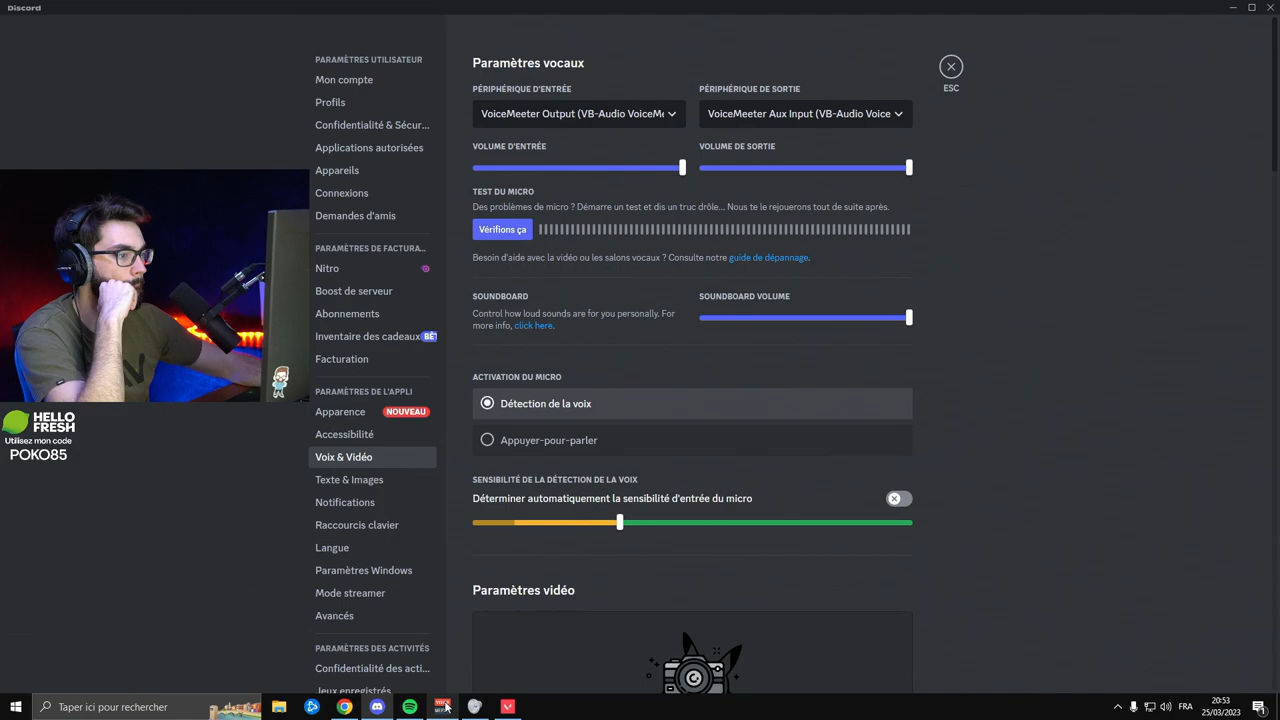 Discord
PARAMÈTRES UTILISATEUR
Mon compte
Profils
Confidentialité & Sécur...
Applications autorisées
Appareils
Connexions
Demandes d'amis
PARAMÈTRES DE FACTURA...
Nitro
Boost de serveur
Abonnements
Inventaire des cadeaux BÊT
Facturation
PARAMÈTRES DE L'APPLI
Apparence NOUVEAU
Accessibilité
Voix & Vidéo
Texte & Images
Notifications
Raccourcis clavier
Langue
Paramètres Windows
Mode streamer
Avancés
PARAMÈTRES DES ACTIVITÉS
Confidentialité des acti...
Jeux enregistrés
Paramètres vocaux
ESC
PÉRIPHÉRIQUE D'ENTRÉE
VoiceMeeter Output (VB-Audio VoiceMe
PÉRIPHÉRIQUE DE SORTIE
VoiceMeeter Aux Input (VB-Audio Voice
VOLUME D'ENTRÉE
VOLUME DE SORTIE
TEST DU MICRO
Des problèmes de micro ? Démarre un test et dis un truc drôle... Nous te le rejouerons tout de suite après.
Vérifions ça
Besoin d'aide avec la vidéo ou les salons vocaux ? Consulte notre guide de dépannage.
SOUNDBOARD
Control how loud sounds are for you personally. For
more info, click here.
SOUNDBOARD VOLUME
ACTIVATION DU MICRO
Détection de la voix
Appuyer-pour-parler
SENSIBILITÉ DE LA DÉTECTION DE LA VOIX
Déterminer automatiquement la sensibilité d'entrée du micro
Paramètres vidéo
HELLO
FRESH
Utilisez mon code
POKO85
Taper ici pour rechercher
FRA
20:53
25/03/2023